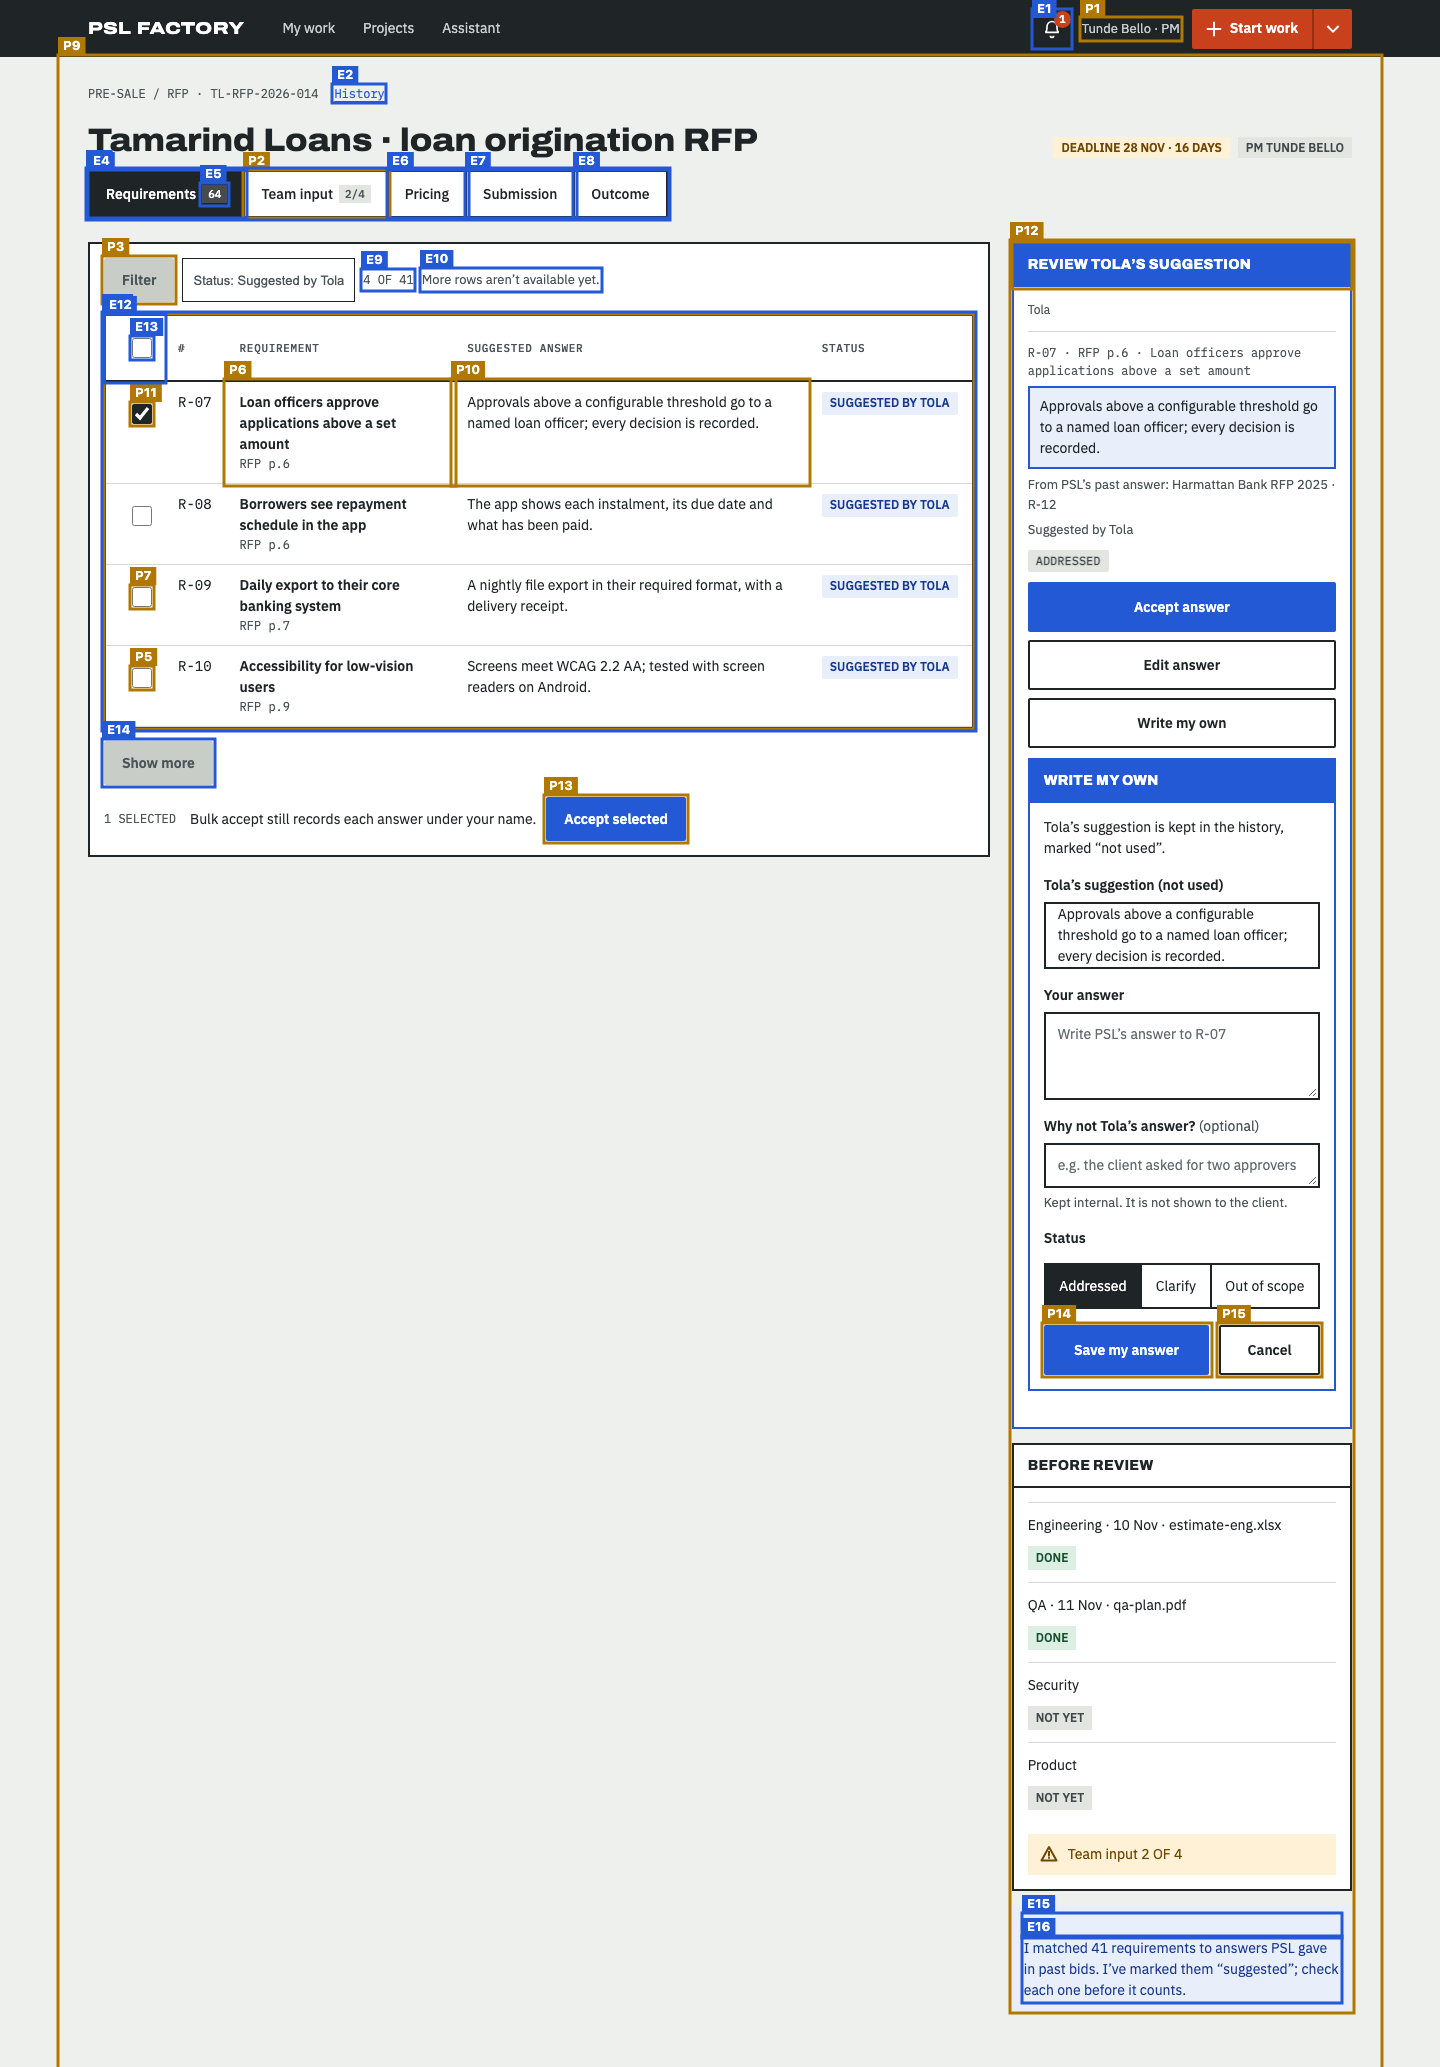 PSL FACTORY
My work
Projects
Assistant
E1
1
P1
Tunde Bello · PM
Start work
P9
E2
PRE-SALE / RFP · TL-RFP-2026-014
History
Tamarind Loans · loan origination RFP
DEADLINE 28 NOV · 16 DAYS
PM TUNDE BELLO
E4
E5
P2
E6
E7
E8
Requirements 64
Team input 2/4
Pricing
Submission
Outcome
P3
Filter
Status: Suggested by Tola
E9
4 OF 41
E10
More rows aren’t available yet.
E12
E13
#
REQUIREMENT
SUGGESTED ANSWER
STATUS
P6
P10
P11
R-07
Loan officers approve
applications above a set
amount
RFP p.6
Approvals above a configurable threshold go to a
named loan officer; every decision is recorded.
SUGGESTED BY TOLA
R-08
Borrowers see repayment
schedule in the app
RFP p.6
The app shows each instalment, its due date and
what has been paid.
SUGGESTED BY TOLA
P7
R-09
Daily export to their core
banking system
RFP p.7
A nightly file export in their required format, with a
delivery receipt.
SUGGESTED BY TOLA
P5
R-10
Accessibility for low-vision
users
RFP p.9
Screens meet WCAG 2.2 AA; tested with screen
readers on Android.
SUGGESTED BY TOLA
E14
Show more
P13
1 SELECTED
Bulk accept still records each answer under your name.
Accept selected
P12
REVIEW TOLA’S SUGGESTION
Tola
R-07 · RFP p.6 · Loan officers approve
applications above a set amount
Approvals above a configurable threshold go
to a named loan officer; every decision is
recorded.
From PSL’s past answer: Harmattan Bank RFP 2025 ·
R-12
Suggested by Tola
ADDRESSED
Accept answer
Edit answer
Write my own
WRITE MY OWN
Tola’s suggestion is kept in the history,
marked “not used”.
Tola’s suggestion (not used)
Approvals above a configurable
threshold go to a named loan officer;
every decision is recorded.
Your answer
Write PSL’s answer to R-07
Why not Tola’s answer? (optional)
e.g. the client asked for two approvers
Kept internal. It is not shown to the client.
Status
Addressed
Clarify
Out of scope
P14
P15
Save my answer
Cancel
BEFORE REVIEW
Engineering · 10 Nov · estimate-eng.xlsx
DONE
QA · 11 Nov · qa-plan.pdf
DONE
Security
NOT YET
Product
NOT YET
Team input 2 OF 4
E15
E16
I matched 41 requirements to answers PSL gave
in past bids. I’ve marked them “suggested”; check
each one before it counts.